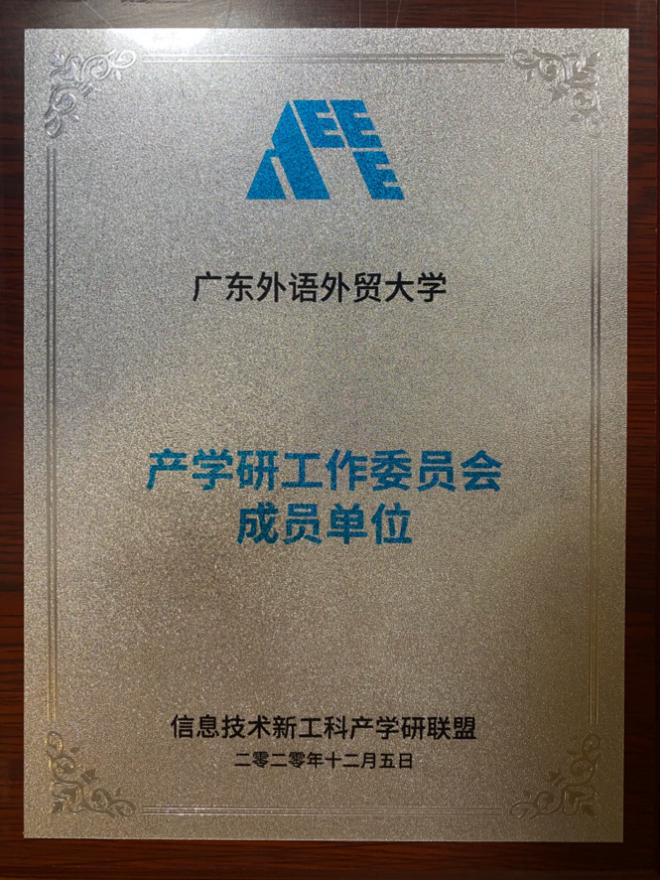 AEEE
广东外语外贸大学
产学研工作委员会
成员单位
信息技术新工科产学研联盟
二零二零年十二月五日